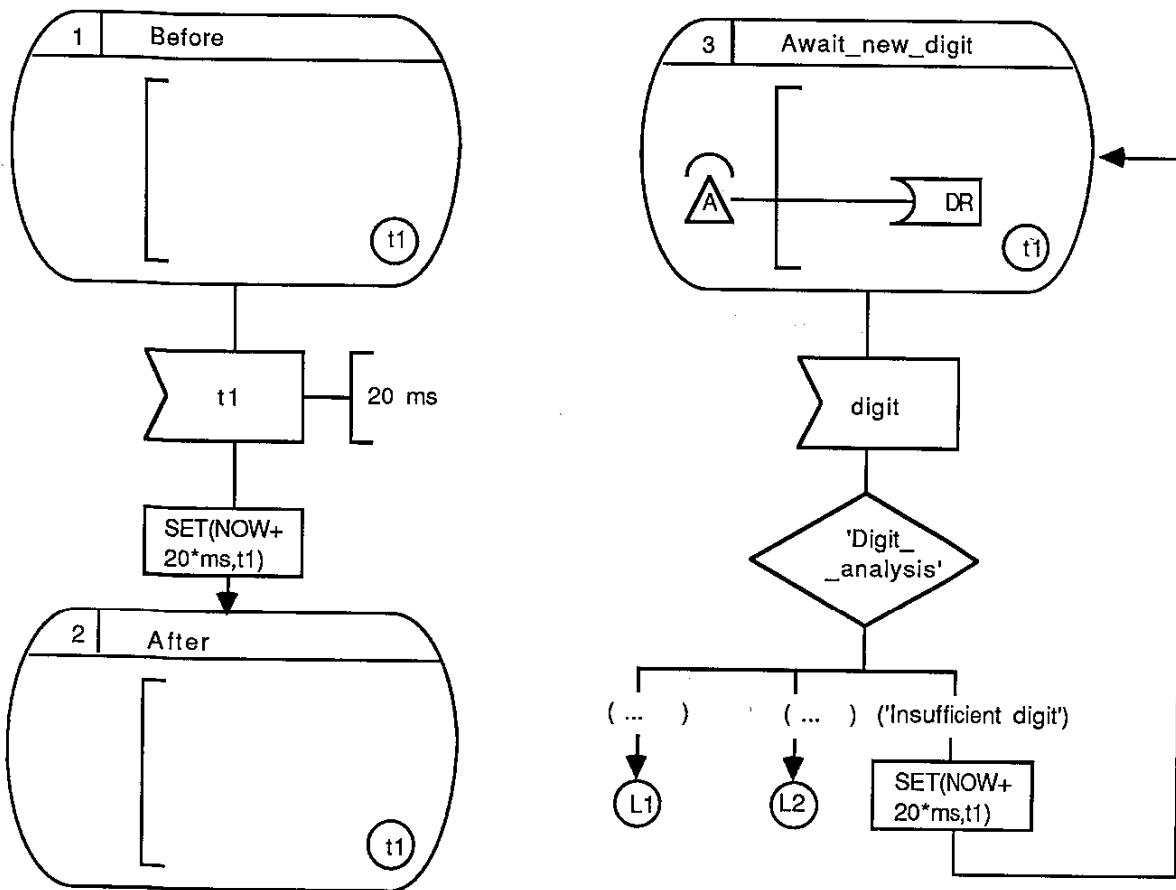 1 Before
t1
t1
20 ms
SET(NOW+
20*ms,t1)
2 After
t1
3 Await_new_digit
A
DR
t1
digit
'Digit_
_analysis'
( ... ) ( ... ) ('Insufficient digit')
L1
L2
SET(NOW+
20*ms,t1)